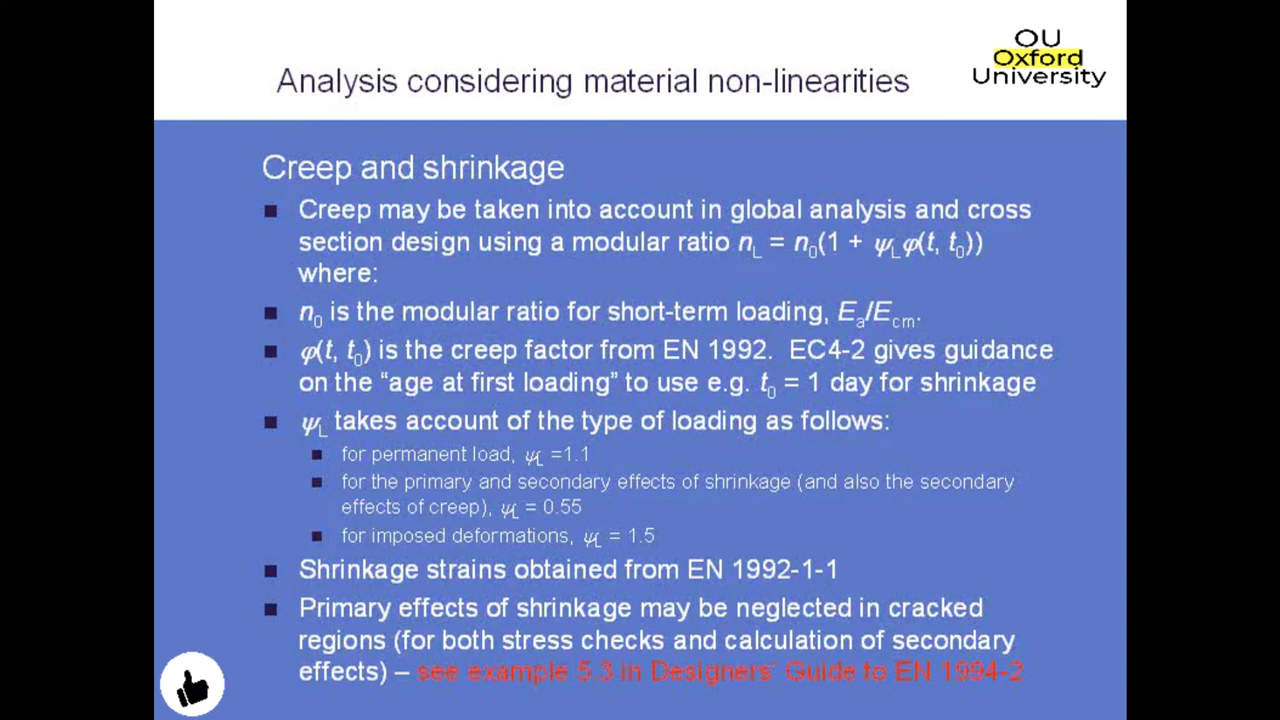 OU
Oxford
University
Analysis considering material non-linearities
Creep and shrinkage
Creep may be taken into account in global analysis and cross
section design using a modular ratio nL = n0(1 + ψLφ(t, t0))
where:
n0 is the modular ratio for short-term loading, Ea/Ecm.
φ(t, t0) is the creep factor from EN 1992. EC4-2 gives guidance
on the “age at first loading” to use e.g. t0 = 1 day for shrinkage
ψL takes account of the type of loading as follows:
for permanent load, ψL =1.1
for the primary and secondary effects of shrinkage (and also the secondary
effects of creep), ψL = 0.55
for imposed deformations, ψL = 1.5
Shrinkage strains obtained from EN 1992-1-1
Primary effects of shrinkage may be neglected in cracked
regions (for both stress checks and calculation of secondary
effects) – see example 5.3 in Designers’ Guide to EN 1994-2